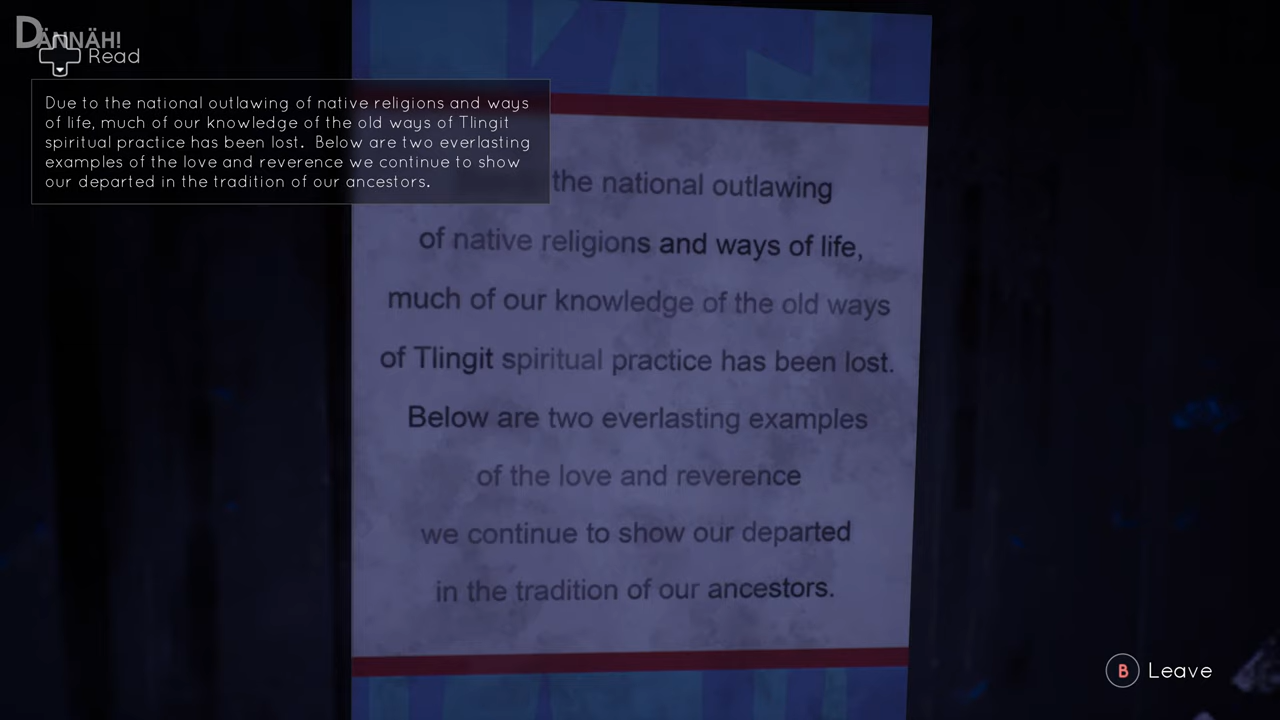 DÄNNÄH!
Read
Due to the national outlawing of native religions and ways
of life, much of our knowledge of the old ways of Tlingit
spiritual practice has been lost. Below are two everlasting
examples of the love and reverence we continue to show
our departed in the tradition of our ancestors.
the national outlawing
of native religions and ways of life,
much of our knowledge of the old ways
of Tlingit spiritual practice has been lost.
Below are two everlasting examples
of the love and reverence
we continue to show our departed
in the tradition of our ancestors.
B Leave